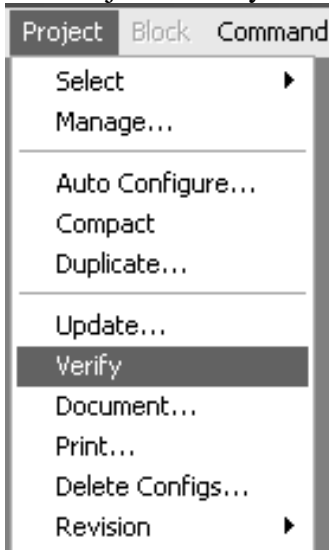 Project Block Command
Select
Manage...
Auto Configure...
Compact
Duplicate...
Update...
Verify
Document...
Print...
Delete Configs...
Revision